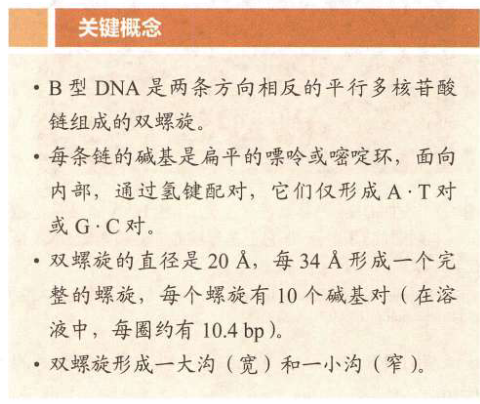 关键概念
• B 型 DNA 是两条方向相反的平行多核苷酸
链组成的双螺旋。
• 每条链的碱基是扁平的嘌呤或嘧啶环，面向
内部，通过氢键配对，它们仅形成 A·T 对
或 G·C 对。
• 双螺旋的直径是 20 Å，每 34 Å 形成一个完
整的螺旋，每个螺旋有 10 个碱基对（在溶
液中，每圈约有 10.4 bp）。
• 双螺旋形成一大沟（宽）和一小沟（窄）。